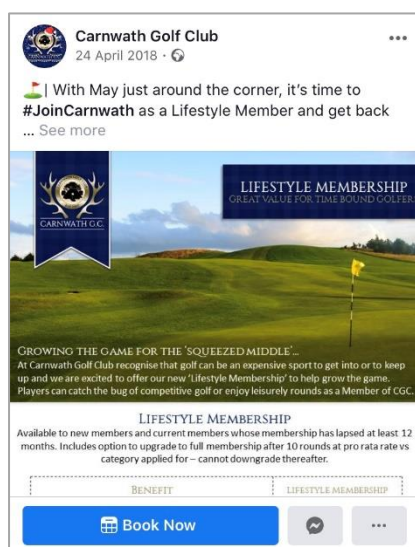 Carnwath Golf Club
24 April 2018 ·
| With May just around the corner, it's time to
#JoinCarnwath as a Lifestyle Member and get back
... See more
CARNWATH G.C.
LIFESTYLE MEMBERSHIP
GREAT VALUE FOR TIME BOUND GOLFER
GROWING THE GAME FOR THE 'SQUEEZED MIDDLE'...
At Carnwath Golf Club recognise that golf can be an expensive sport to get into or to keep
up and we are excited to offer our new 'Lifestyle Membership' to help grow the game.
Players can catch the bug of competitive golf or enjoy leisurely rounds as a Member of CGC.
LIFESTYLE MEMBERSHIP
Available to new members and current members whose membership has lapsed at least 12
months. Includes option to upgrade to full membership after 10 rounds at pro rata rate vs
category applied for – cannot downgrade thereafter.
BENEFIT
LIFESTYLE MEMBERSHIP
Book Now